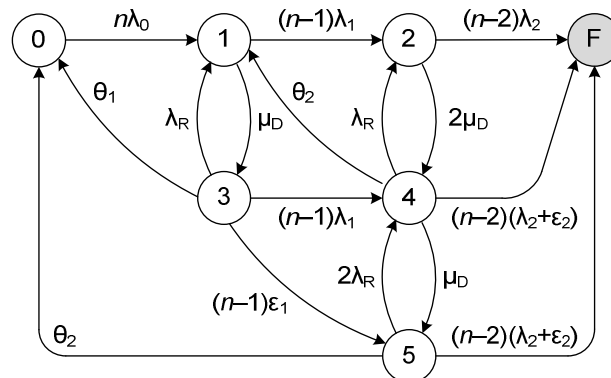 0
nλ₀
1
(n–1)λ₁
2
(n–2)λ₂
F
θ₁
λR
μD
θ₂
λR
2μD
3
(n–1)λ₁
4
(n–2)(λ₂+ε₂)
(n–1)ε₁
2λR
μD
θ₂
5
(n–2)(λ₂+ε₂)